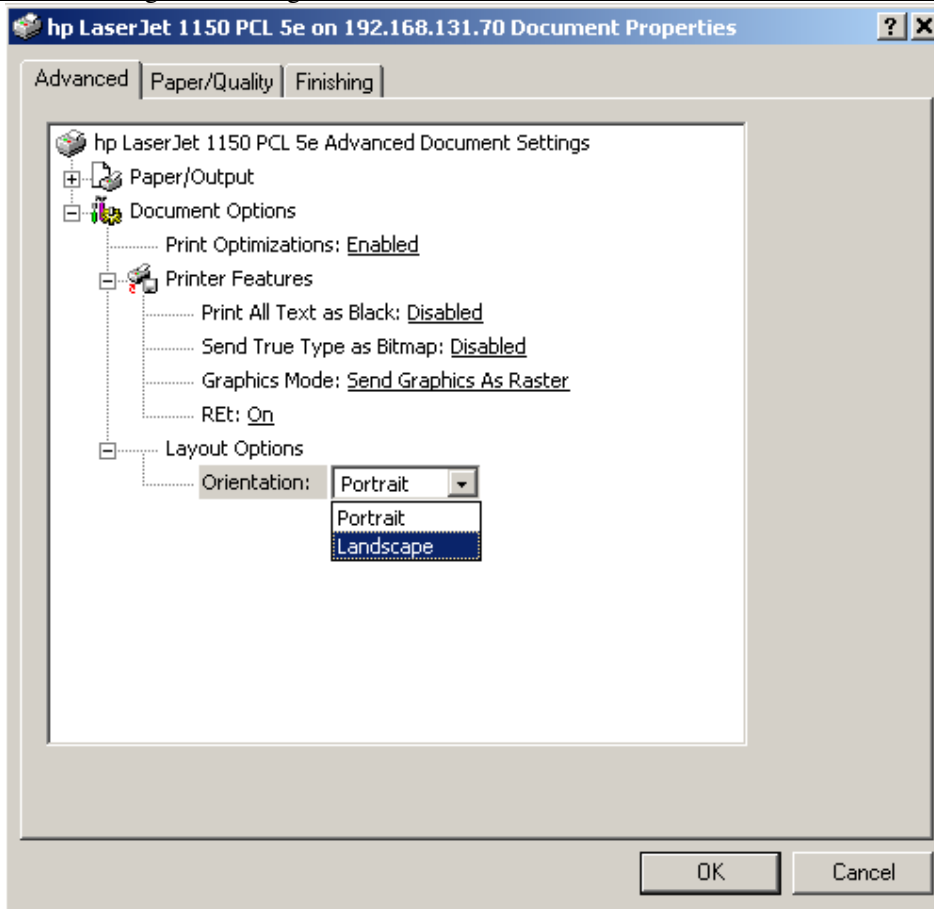 hp LaserJet 1150 PCL 5e on 192.168.131.70 Document Properties
Advanced Paper/Quality Finishing
hp LaserJet 1150 PCL 5e Advanced Document Settings
Paper/Output
Document Options
Print Optimizations: Enabled
Printer Features
Print All Text as Black: Disabled
Send True Type as Bitmap: Disabled
Graphics Mode: Send Graphics As Raster
REt: On
Layout Options
Orientation: Portrait
Portrait
Landscape
OK Cancel